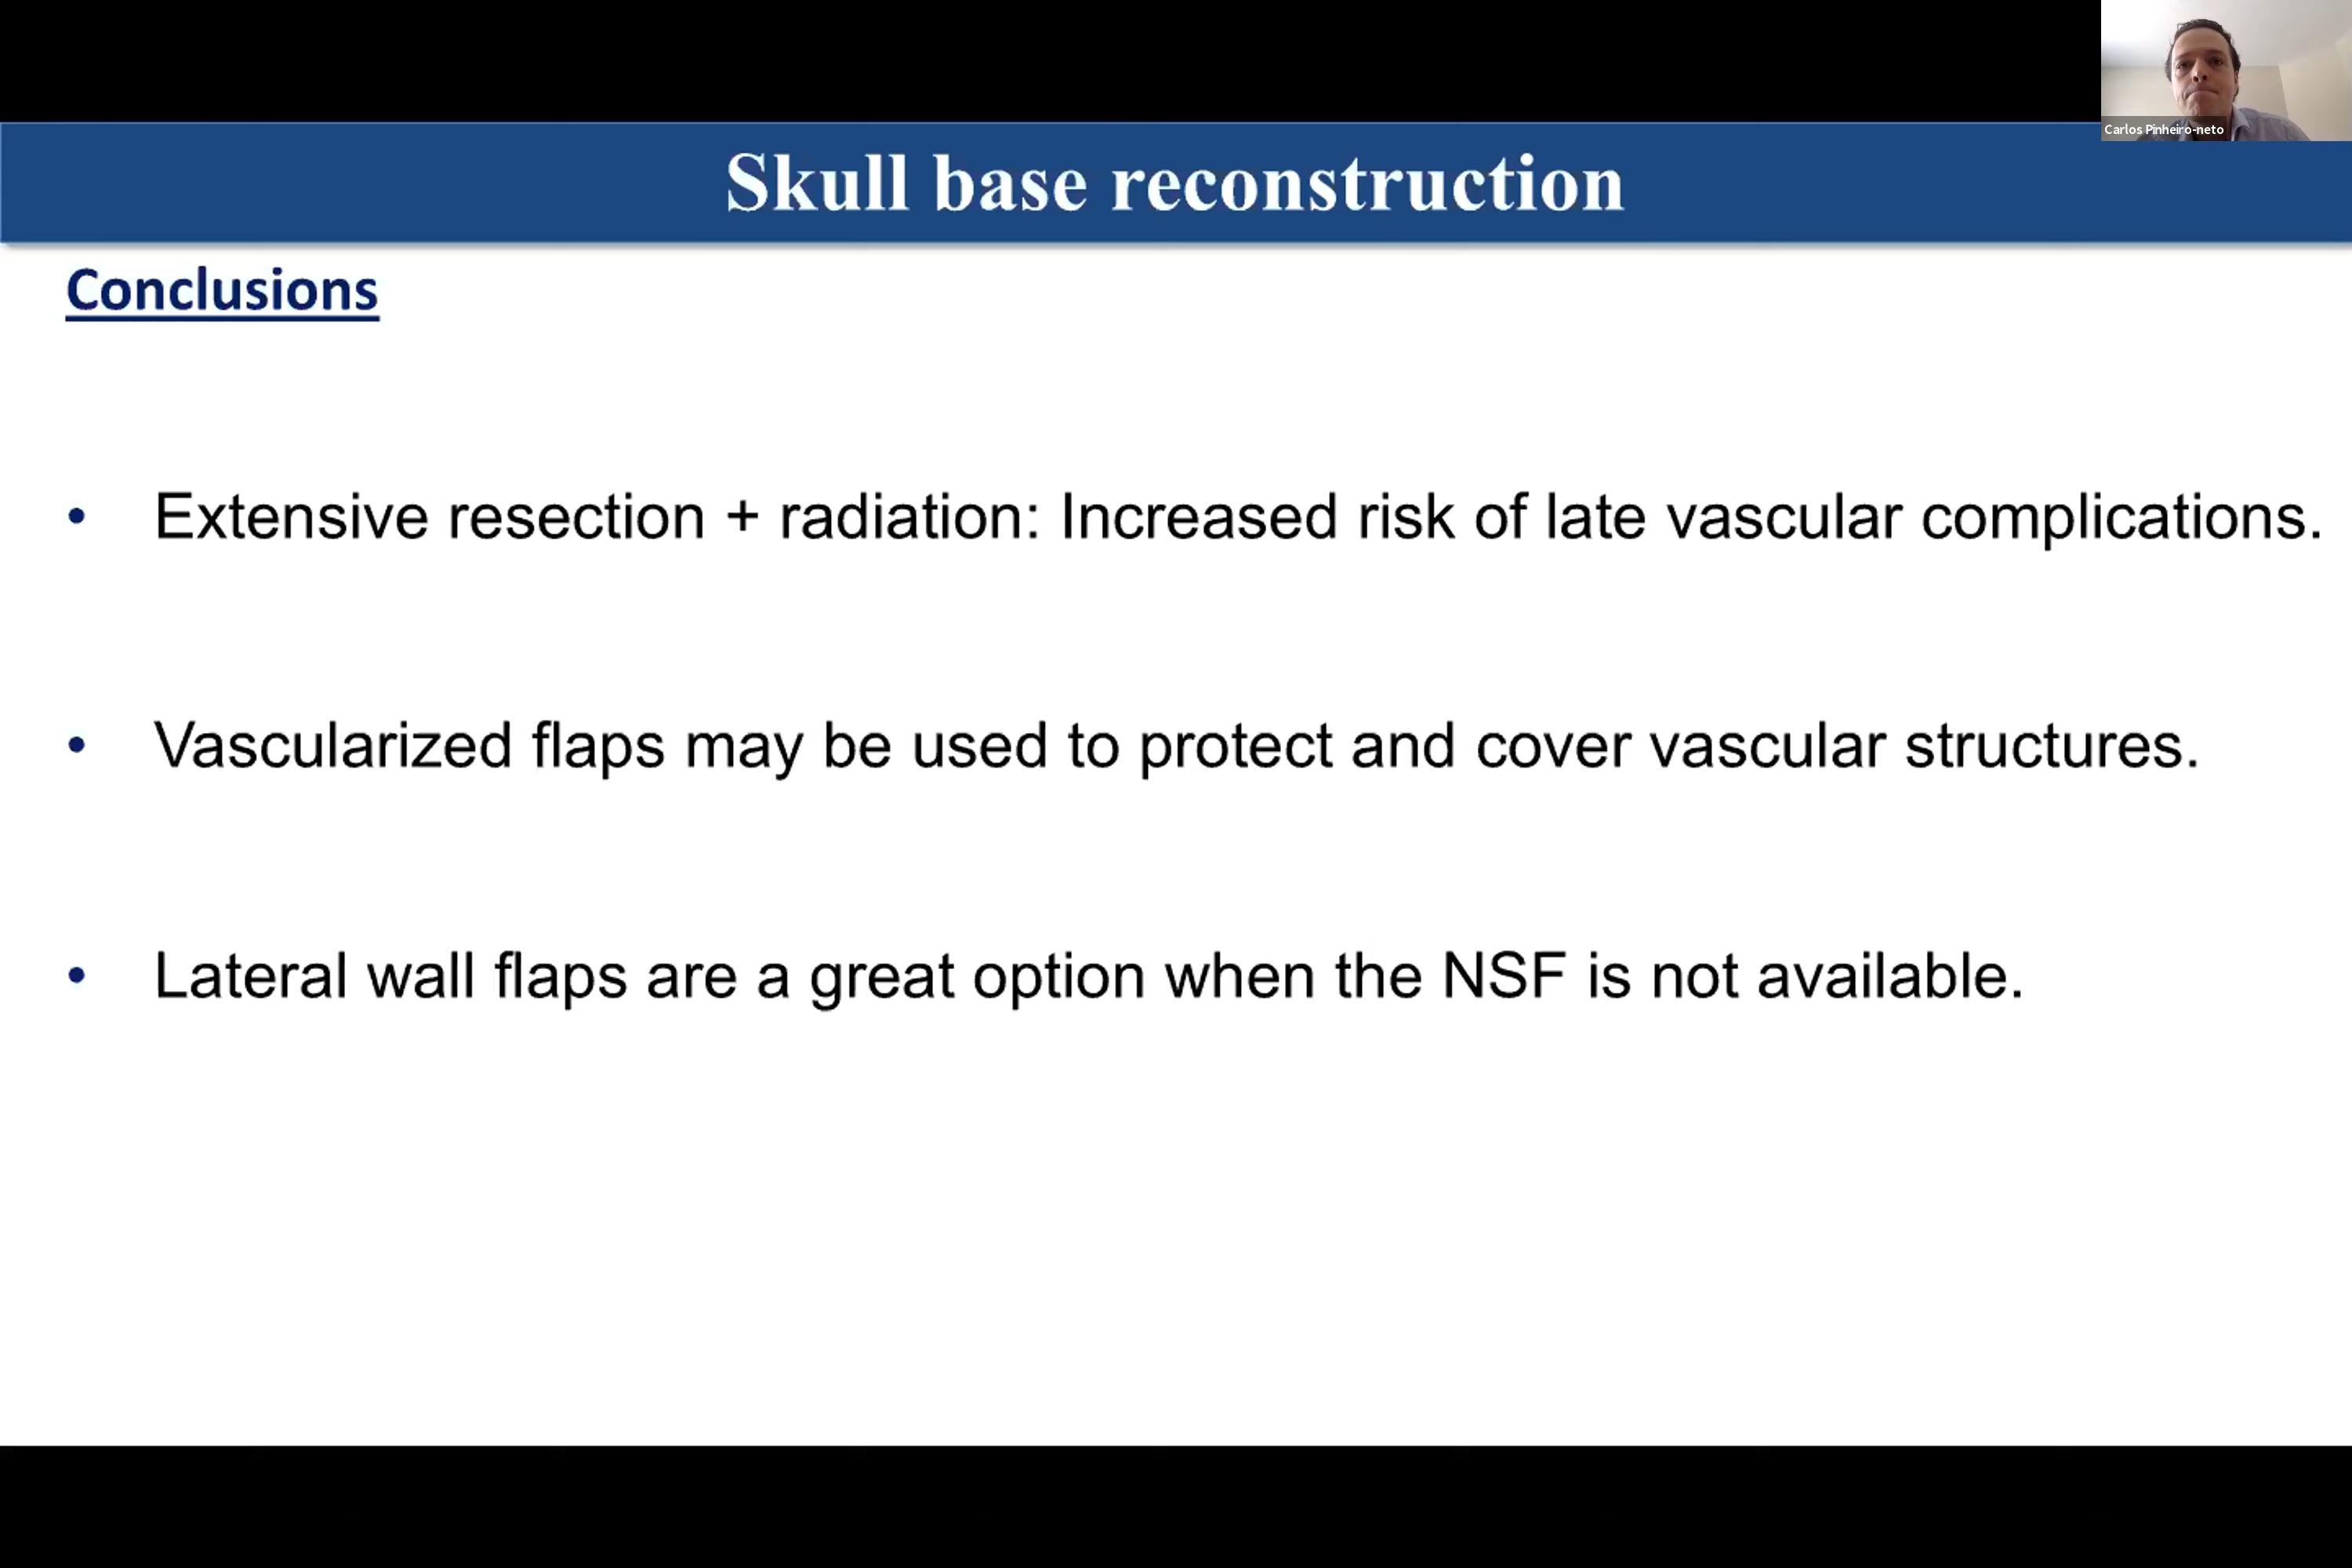 Carlos Pinheiro-neto
Skull base reconstruction
Conclusions
• Extensive resection + radiation: Increased risk of late vascular complications.
• Vascularized flaps may be used to protect and cover vascular structures.
• Lateral wall flaps are a great option when the NSF is not available.